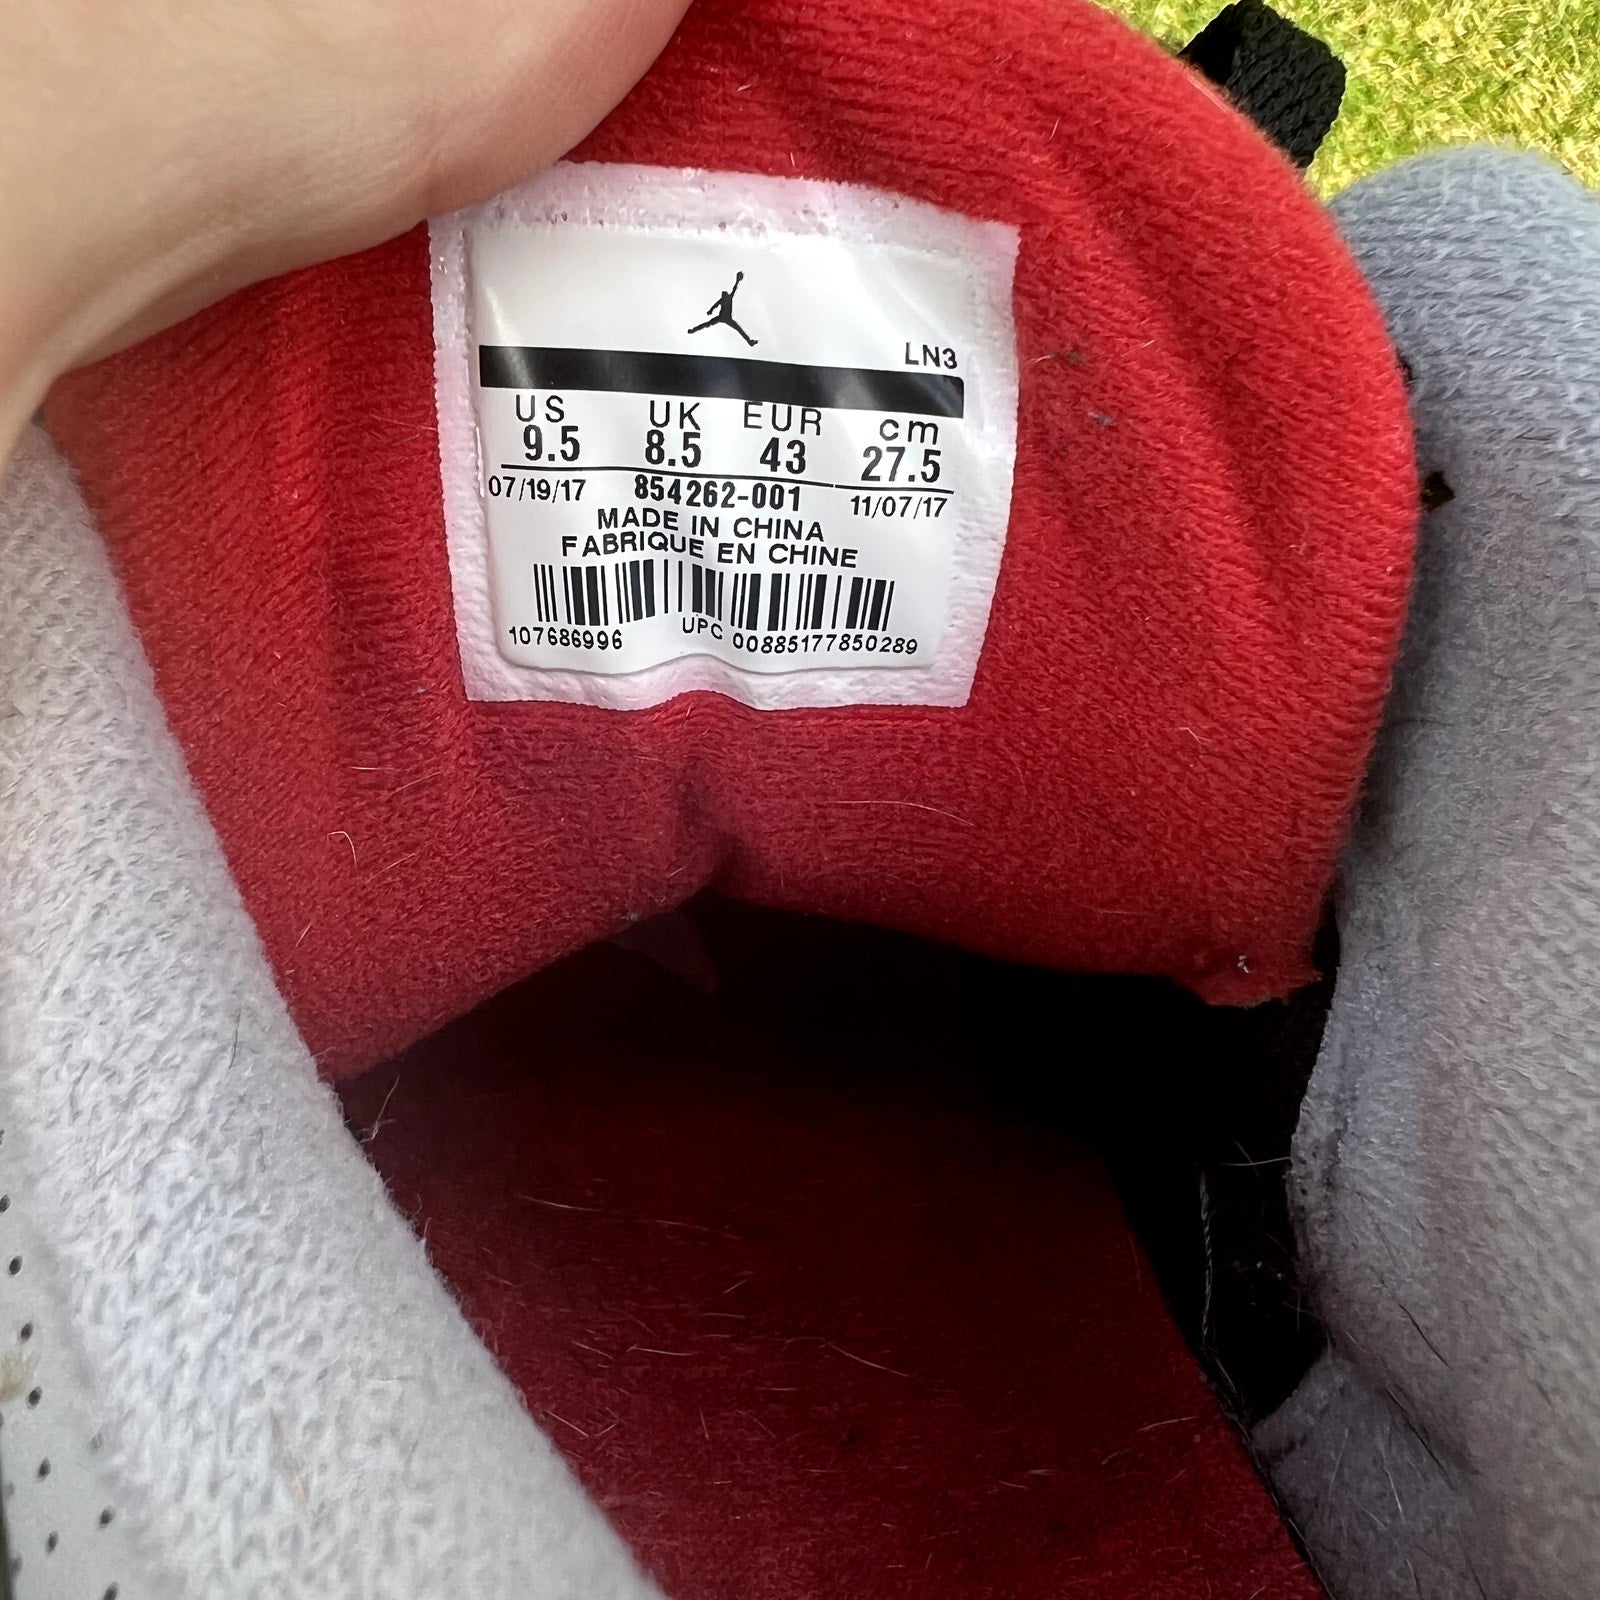 LN3
US UK EUR cm
9.5 8.5 43 27.5
07/19/17 854262-001 11/07/17
MADE IN CHINA
FABRIQUE EN CHINE
107686996 UPC 00885177850289